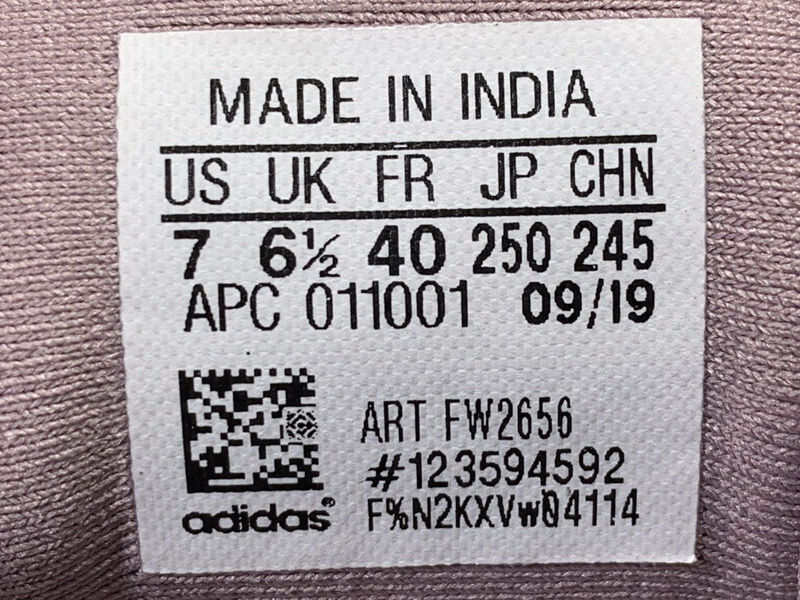 MADE IN INDIA
US UK FR JP CHN
7 6½ 40 250 245
APC 011001 09/19
ART FW2656
#123594592
adidas® F%N2KXVw04114